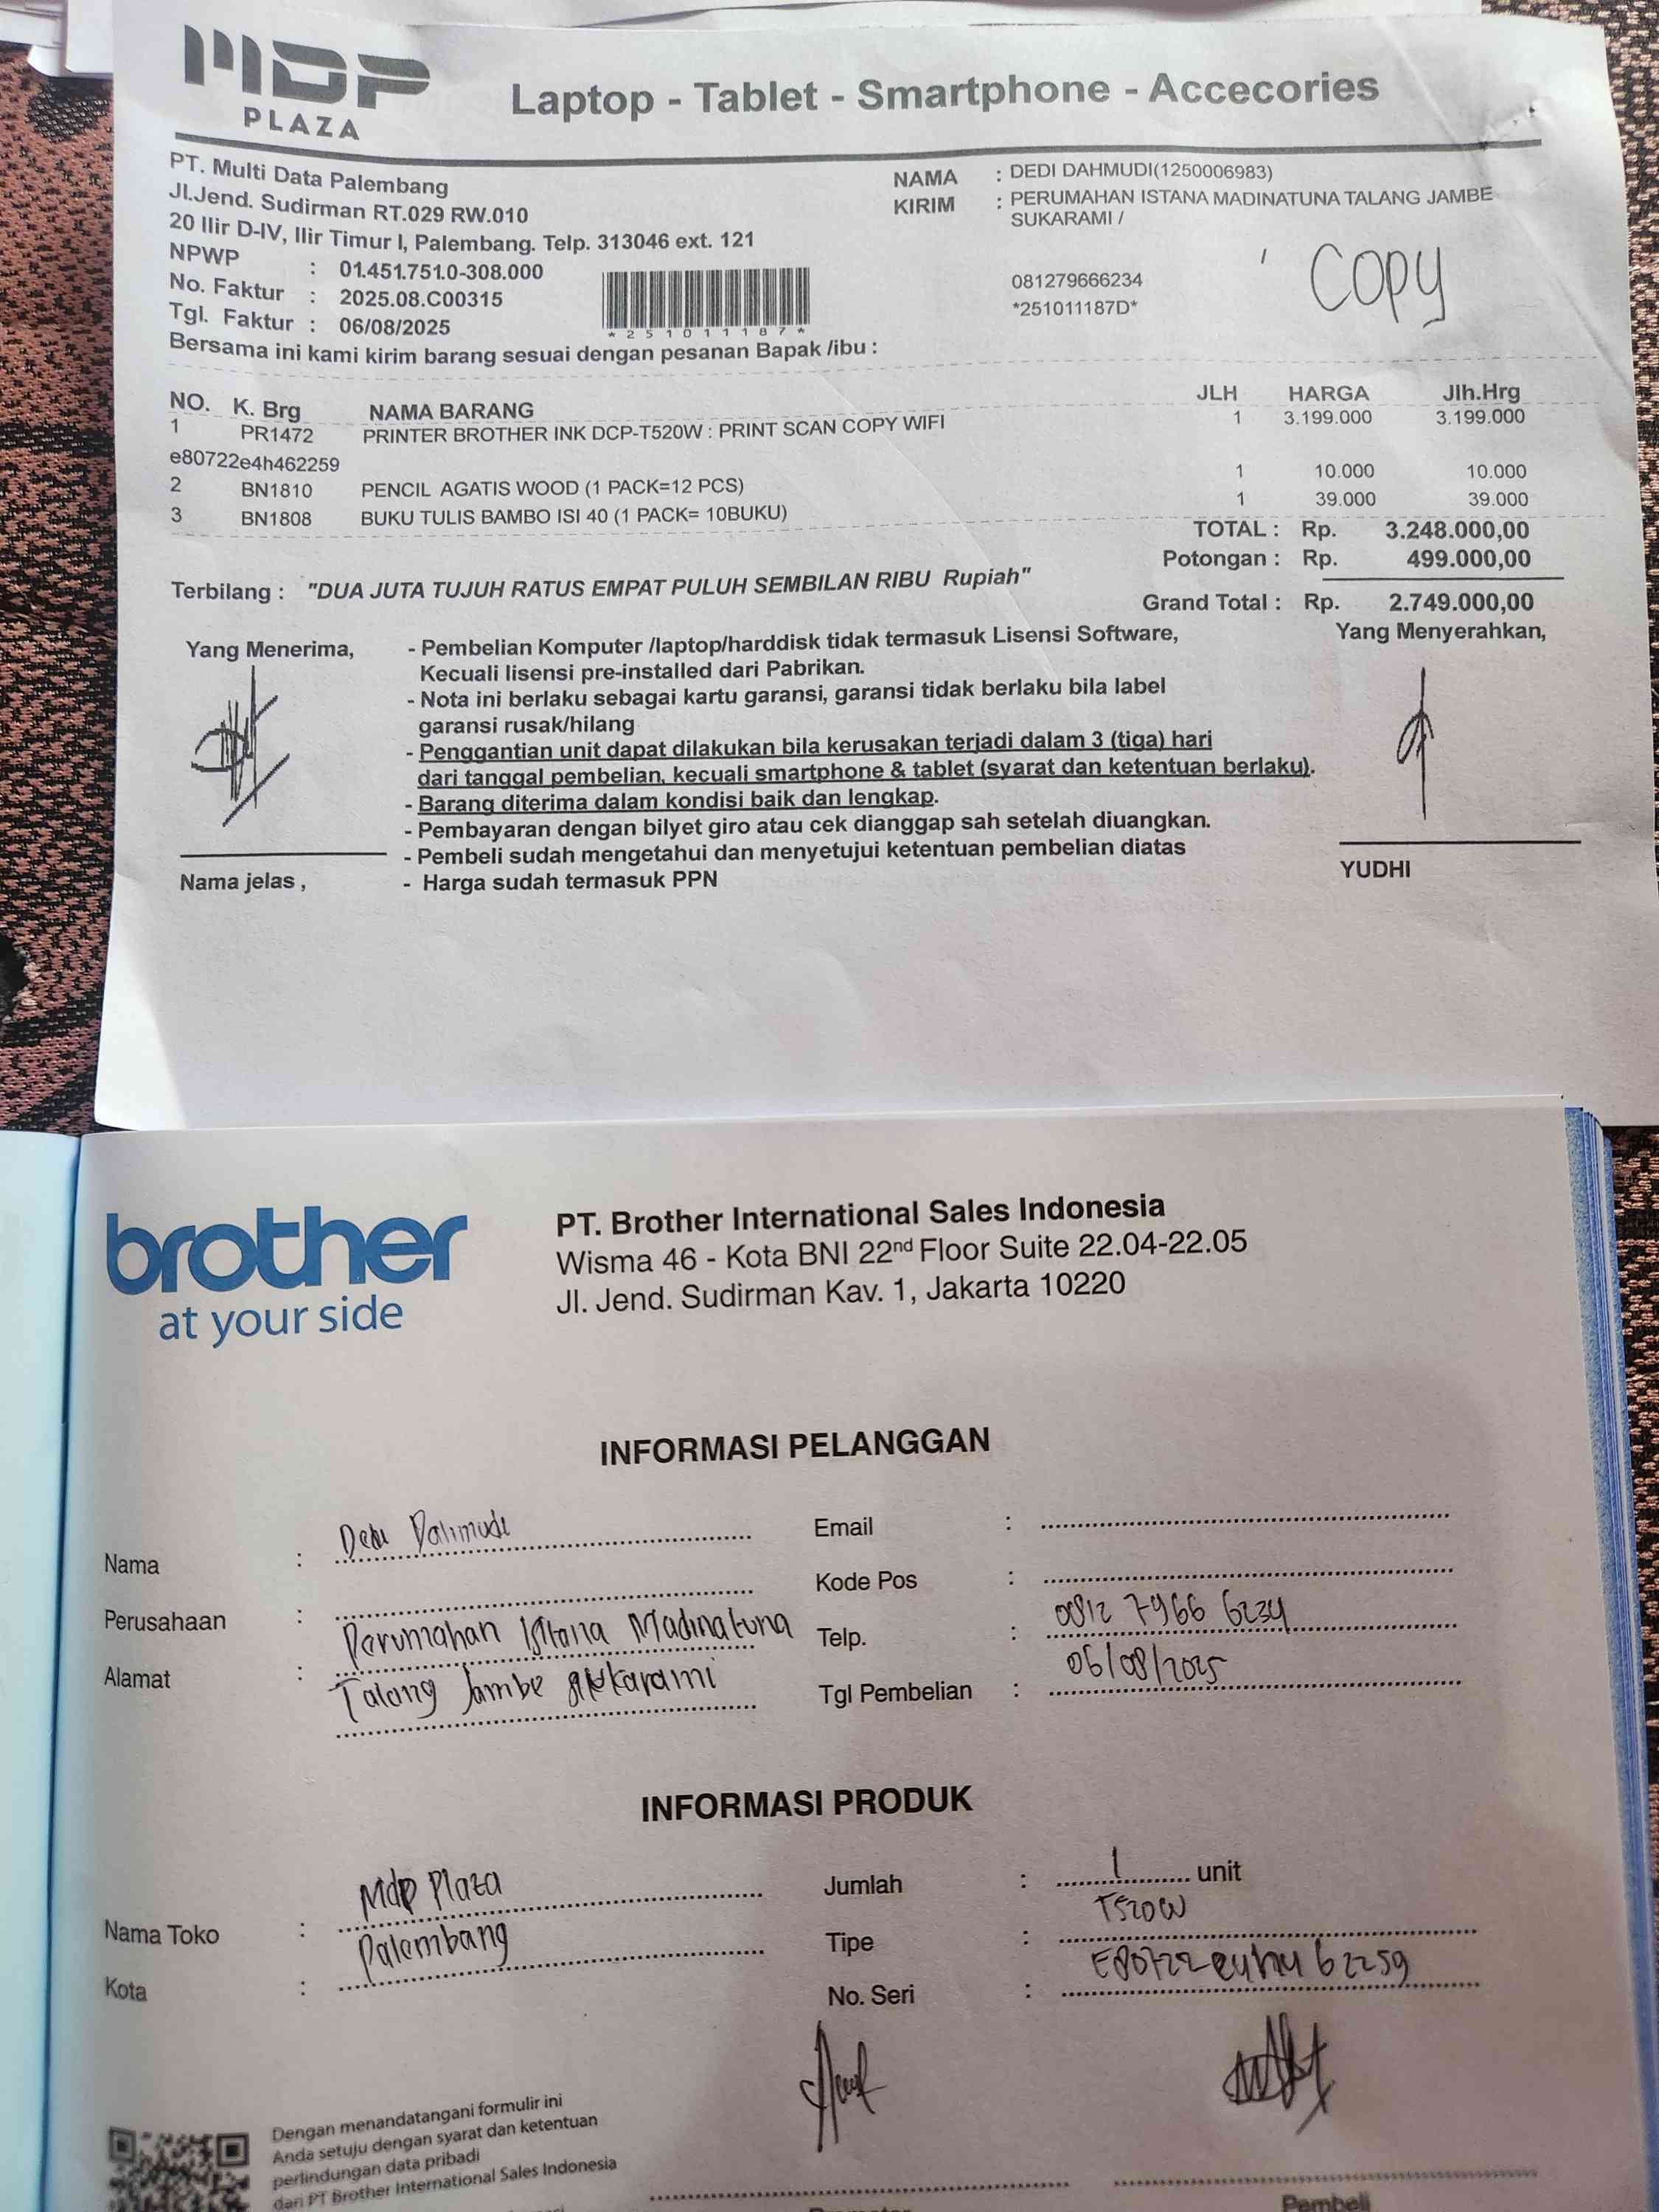 MDP
PLAZA
Laptop - Tablet - Smartphone - Accecories
PT. Multi Data Palembang
Jl.Jend. Sudirman RT.029 RW.010
20 Ilir D-IV, Ilir Timur I, Palembang. Telp. 313046 ext. 121
NPWP : 01.451.751.0-308.000
No. Faktur : 2025.08.C00315
Tgl. Faktur : 06/08/2025
*251011187*
NAMA : DEDI DAHMUDI(1250006983)
KIRIM : PERUMAHAN ISTANA MADINATUNA TALANG JAMBE
SUKARAMI /
081279666234
*251011187D*
COPY
Bersama ini kami kirim barang sesuai dengan pesanan Bapak /ibu :
NO. K. Brg NAMA BARANG JLH HARGA Jlh.Hrg
1 PR1472 PRINTER BROTHER INK DCP-T520W : PRINT SCAN COPY WIFI 1 3.199.000 3.199.000
e80722e4h462259
2 BN1810 PENCIL AGATIS WOOD (1 PACK=12 PCS) 1 10.000 10.000
3 BN1808 BUKU TULIS BAMBO ISI 40 (1 PACK= 10BUKU) 1 39.000 39.000
TOTAL : Rp. 3.248.000,00
Potongan : Rp. 499.000,00
Terbilang : "DUA JUTA TUJUH RATUS EMPAT PULUH SEMBILAN RIBU Rupiah"
Grand Total : Rp. 2.749.000,00
Yang Menerima,
- Pembelian Komputer /laptop/harddisk tidak termasuk Lisensi Software,
Kecuali lisensi pre-installed dari Pabrikan.
- Nota ini berlaku sebagai kartu garansi, garansi tidak berlaku bila label
garansi rusak/hilang
- Penggantian unit dapat dilakukan bila kerusakan terjadi dalam 3 (tiga) hari
dari tanggal pembelian, kecuali smartphone & tablet (syarat dan ketentuan berlaku).
- Barang diterima dalam kondisi baik dan lengkap.
- Pembayaran dengan bilyet giro atau cek dianggap sah setelah diuangkan.
- Pembeli sudah mengetahui dan menyetujui ketentuan pembelian diatas
- Harga sudah termasuk PPN
Nama jelas ,
Yang Menyerahkan,
YUDHI
brother
at your side
PT. Brother International Sales Indonesia
Wisma 46 - Kota BNI 22nd Floor Suite 22.04-22.05
Jl. Jend. Sudirman Kav. 1, Jakarta 10220
INFORMASI PELANGGAN
Nama : Dedi Dahmudi
Perusahaan :
Alamat : Perumahan Istana Madinatuna
Talang Jambe sukarami
Email :
Kode Pos :
Telp. : 0812 7966 6234
Tgl Pembelian : 06/08/2025
INFORMASI PRODUK
Nama Toko : Mdp Plaza
Kota : Palembang
Jumlah : 1 unit
Tipe : T520W
No. Seri : E80722E4H462259
Dengan menandatangani formulir ini
Anda setuju dengan syarat dan ketentuan
perlindungan data pribadi
dari PT Brother International Sales Indonesia
Pembeli